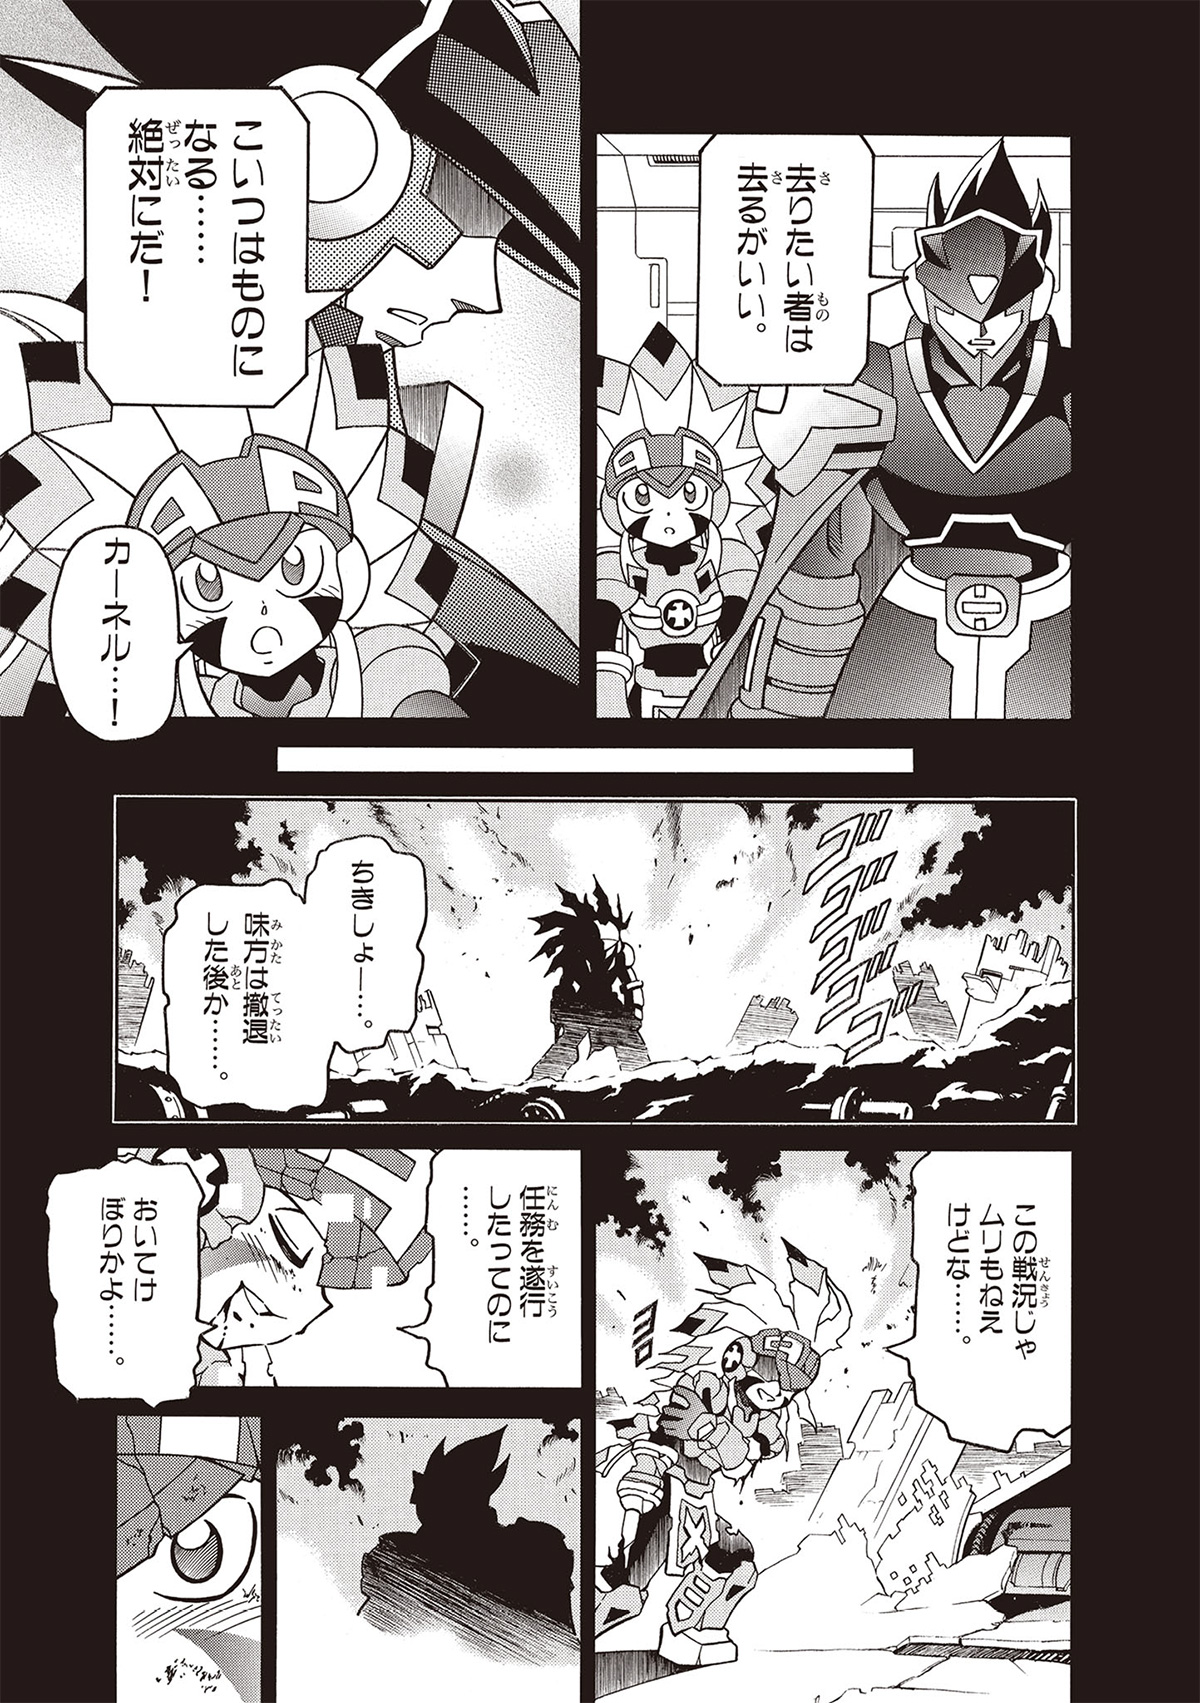 去りたい者は
去るがいい。
こいつはものに
なる……
絶対にだ！
カーネル…！
ゴゴゴゴゴ
ちきしょー…。
味方は撤退
した後か……。
この戦況じゃ
ムリもねえ
けどな……。
ヨロ
任務を遂行
したってのに
……。
おいてけ
ぼりかよ……。